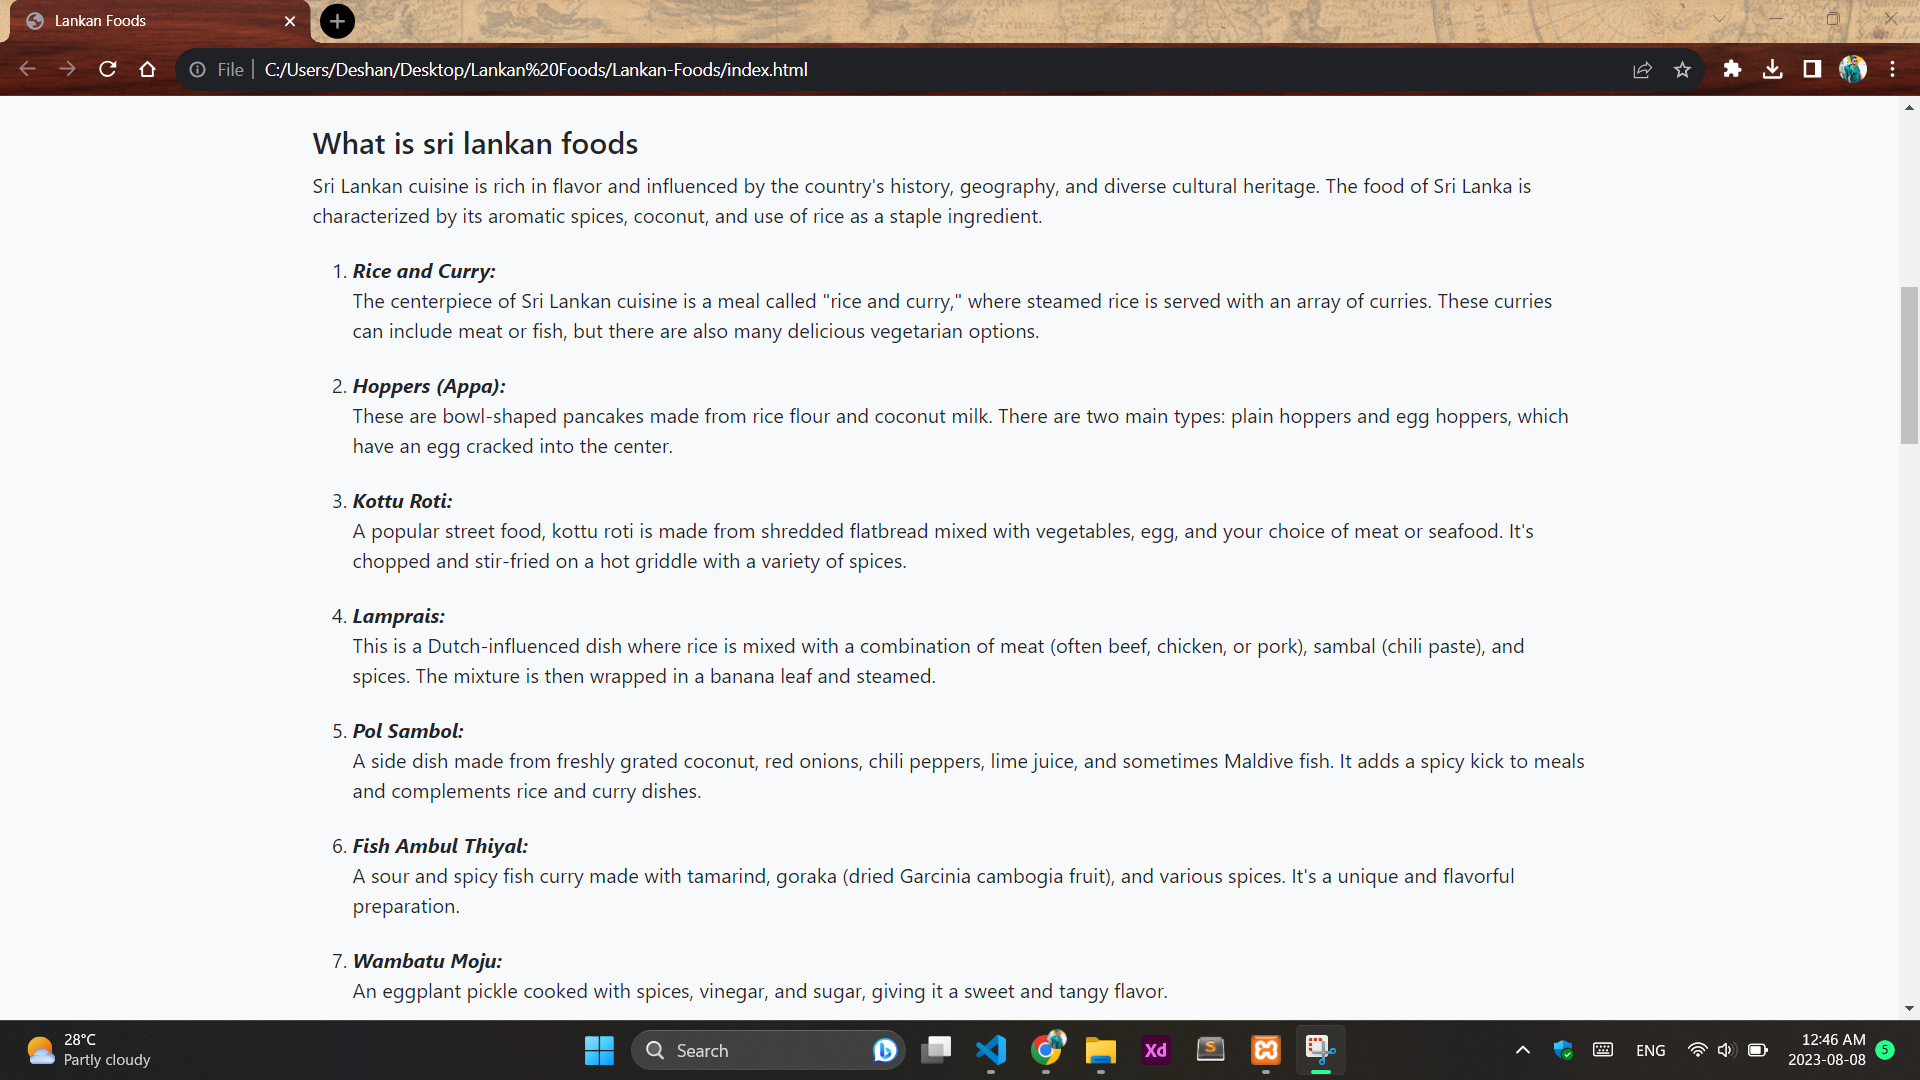 Lankan Foods
File
C:/Users/Deshan/Desktop/Lankan%20Foods/Lankan-Foods/index.html
What is sri lankan foods
Sri Lankan cuisine is rich in flavor and influenced by the country's history, geography, and diverse cultural heritage. The food of Sri Lanka is
characterized by its aromatic spices, coconut, and use of rice as a staple ingredient.
1. Rice and Curry:
The centerpiece of Sri Lankan cuisine is a meal called "rice and curry," where steamed rice is served with an array of curries. These curries
can include meat or fish, but there are also many delicious vegetarian options.
2. Hoppers (Appa):
These are bowl-shaped pancakes made from rice flour and coconut milk. There are two main types: plain hoppers and egg hoppers, which
have an egg cracked into the center.
3. Kottu Roti:
A popular street food, kottu roti is made from shredded flatbread mixed with vegetables, egg, and your choice of meat or seafood. It's
chopped and stir-fried on a hot griddle with a variety of spices.
4. Lamprais:
This is a Dutch-influenced dish where rice is mixed with a combination of meat (often beef, chicken, or pork), sambal (chili paste), and
spices. The mixture is then wrapped in a banana leaf and steamed.
5. Pol Sambol:
A side dish made from freshly grated coconut, red onions, chili peppers, lime juice, and sometimes Maldive fish. It adds a spicy kick to meals
and complements rice and curry dishes.
6. Fish Ambul Thiyal:
A sour and spicy fish curry made with tamarind, goraka (dried Garcinia cambogia fruit), and various spices. It's a unique and flavorful
preparation.
7. Wambatu Moju:
An eggplant pickle cooked with spices, vinegar, and sugar, giving it a sweet and tangy flavor.
28°C
Partly cloudy
Search
Xd
S
ENG
12:46 AM
2023-08-08
5